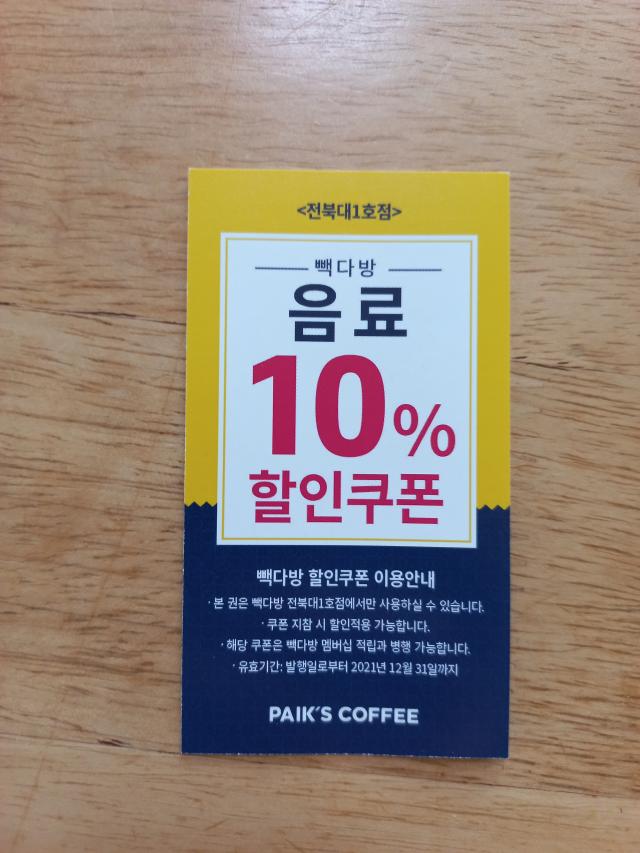 <전북대1호점>
빽다방
음료
10%
할인쿠폰
빽다방 할인쿠폰 이용안내
· 본 권은 빽다방 전북대1호점에서만 사용하실 수 있습니다.
· 쿠폰 지참 시 할인적용 가능합니다.
· 해당 쿠폰은 빽다방 멤버십 적립과 병행 가능합니다.
· 유효기간: 발행일로부터 2021년 12월 31일까지
PAIK'S COFFEE